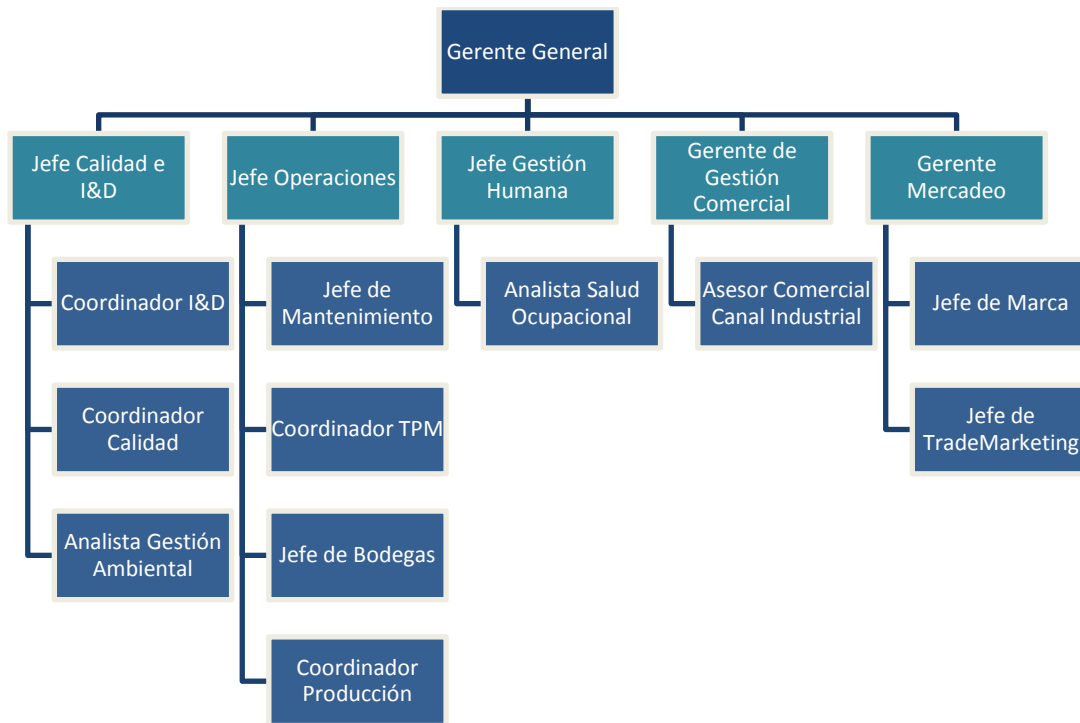 Gerente General
Jefe Calidad e
I&D
Jefe Operaciones
Jefe Gestión
Humana
Gerente de
Gestión
Comercial
Gerente
Mercadeo
Coordinador I&D
Jefe de
Mantenimiento
Analista Salud
Ocupacional
Asesor Comercial
Canal Industrial
Jefe de Marca
Coordinador
Calidad
Coordinador TPM
Jefe de
TradeMarketing
Analista Gestión
Ambiental
Jefe de Bodegas
Coordinador
Producción